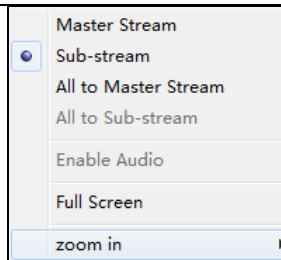 Master Stream
Sub-stream
All to Master Stream
All to Sub-stream
Enable Audio
Full Screen
zoom in